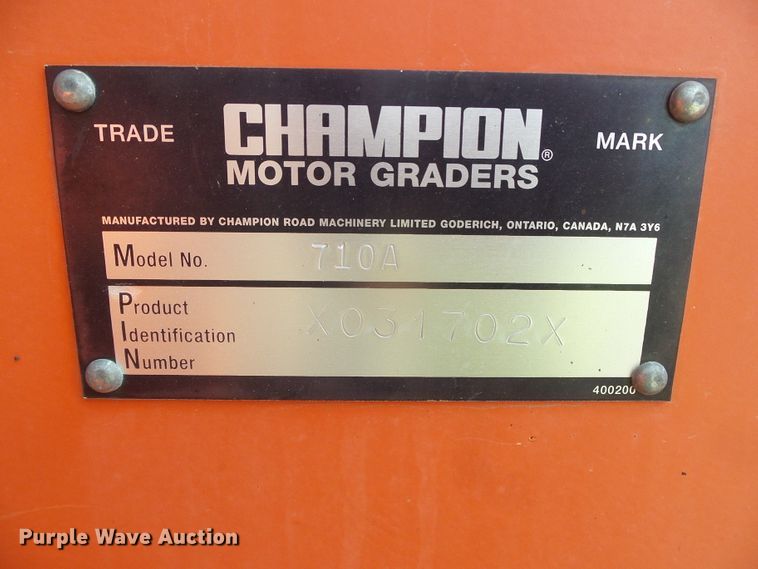 TRADE CHAMPION® MARK
MOTOR GRADERS
MANUFACTURED BY CHAMPION ROAD MACHINERY LIMITED GODERICH, ONTARIO, CANADA, N7A 3Y6
Model No. 710A
Product
Identification X031702X
Number
400200
Purple Wave Auction®